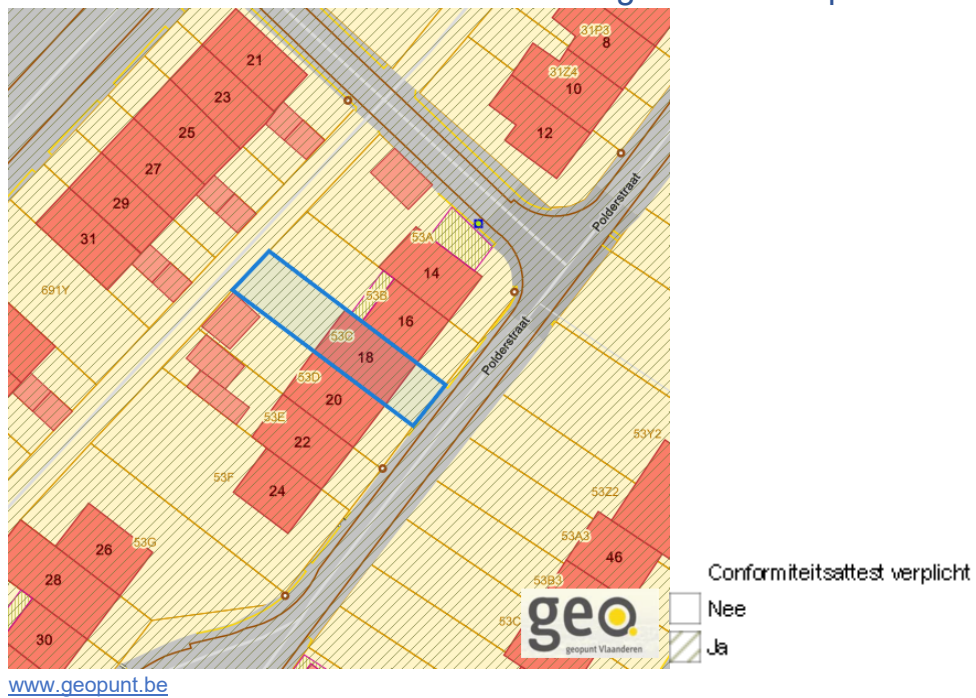 31P3
8
21
31Z4
10
23
12
25
27
Polderstraat
29
31
53A
14
691Y
53B
16
53C
18
Polderstraat
53D
20
53E
22
53Y2
53F
24
53Z2
53A3
26
53G
46
28
53B3
Conformiteitsattest verplicht
geo
Nee
30
geopunt Vlaanderen
Ja
www.geopunt.be